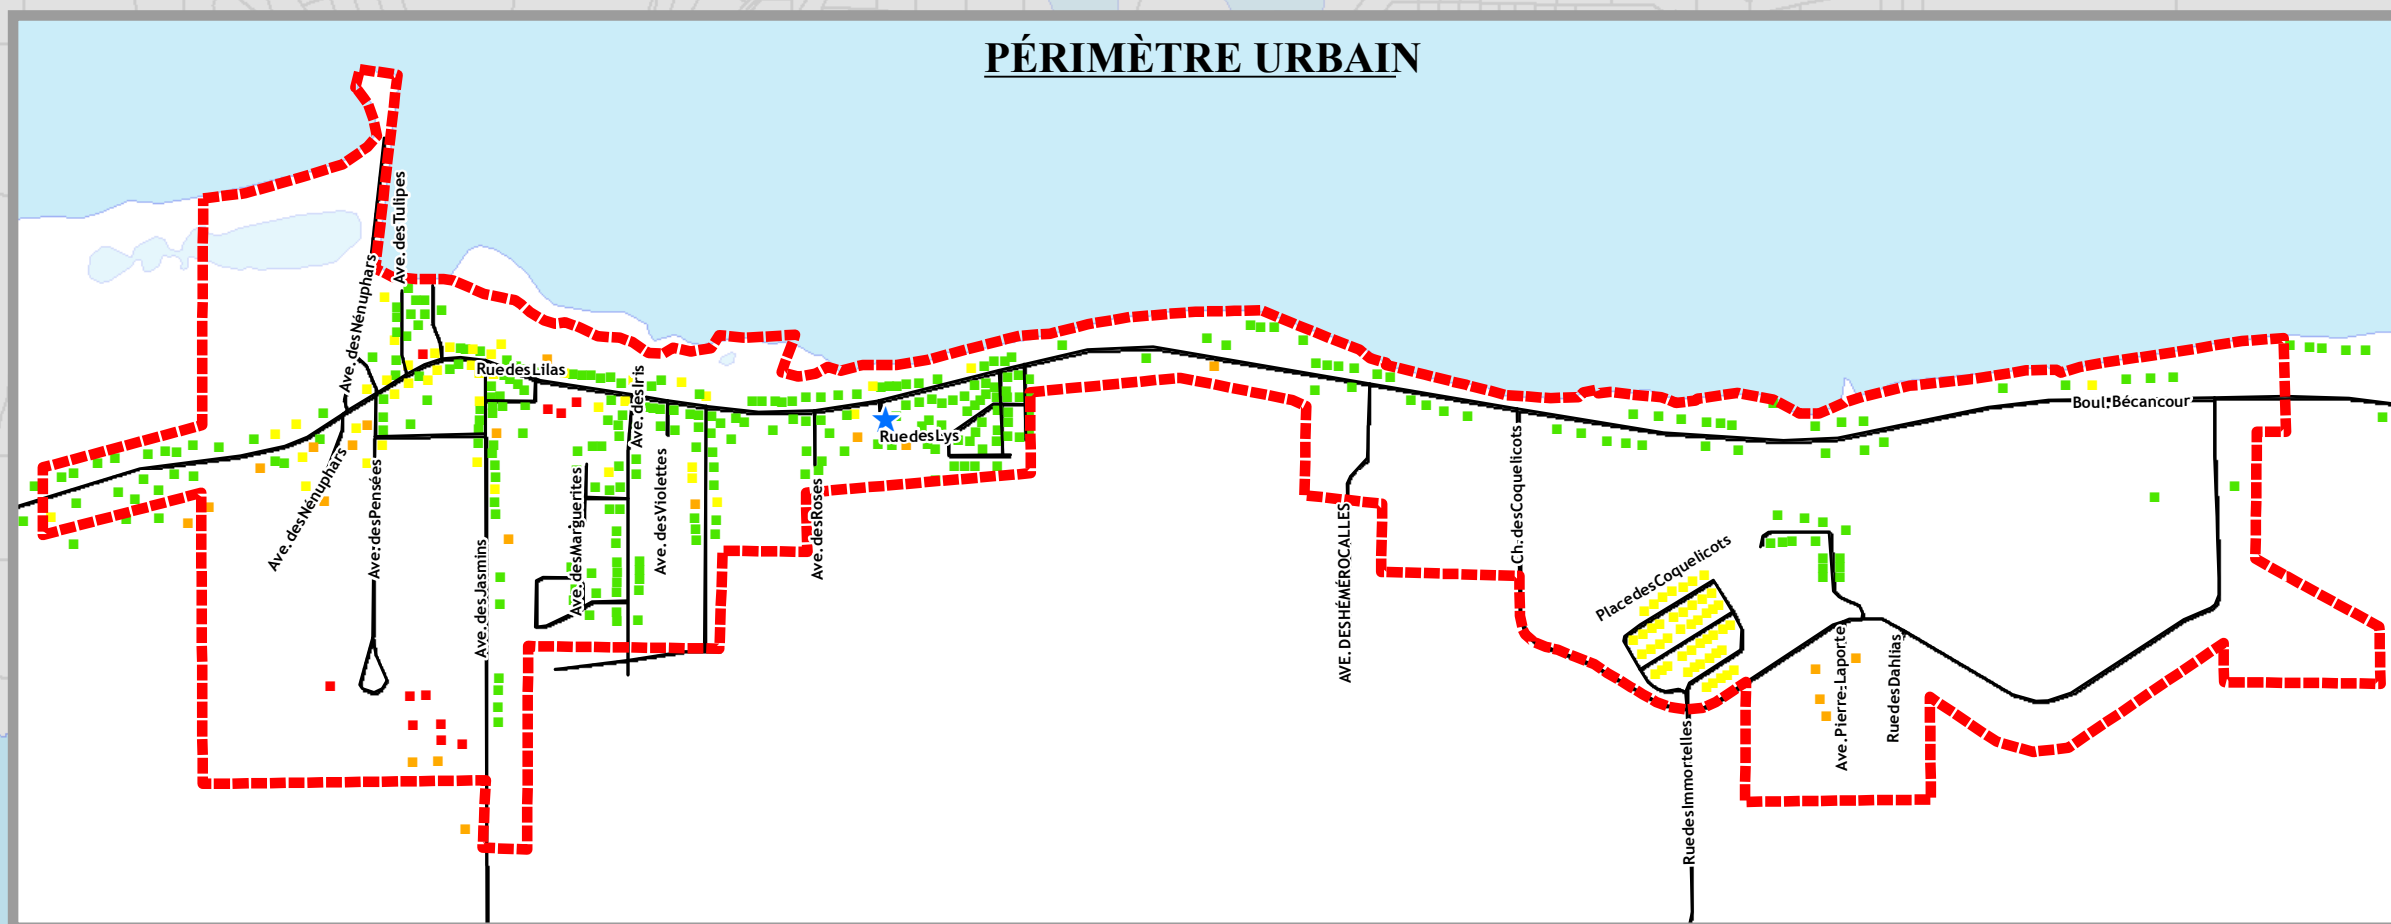 PÉRIMÈTRE URBAIN
Ave. des Tulipes
Ave. des Nénuphars
Rue des Lilas
Ave. des Iris
Boul. Bécancour
Rue des Lys
Ave. des Nénuphars
Ave. des Pensées
Ave. des Jasmins
Ave. des Marguerites
Ave. des Violettes
Ave. des Roses
AVE. DES HÉMÉROCALLES
Ch. des Coquelicots
Place des Coquelicots
Rue des Immortelles
Ave. Pierre-Laporte
Rue des Dahlias